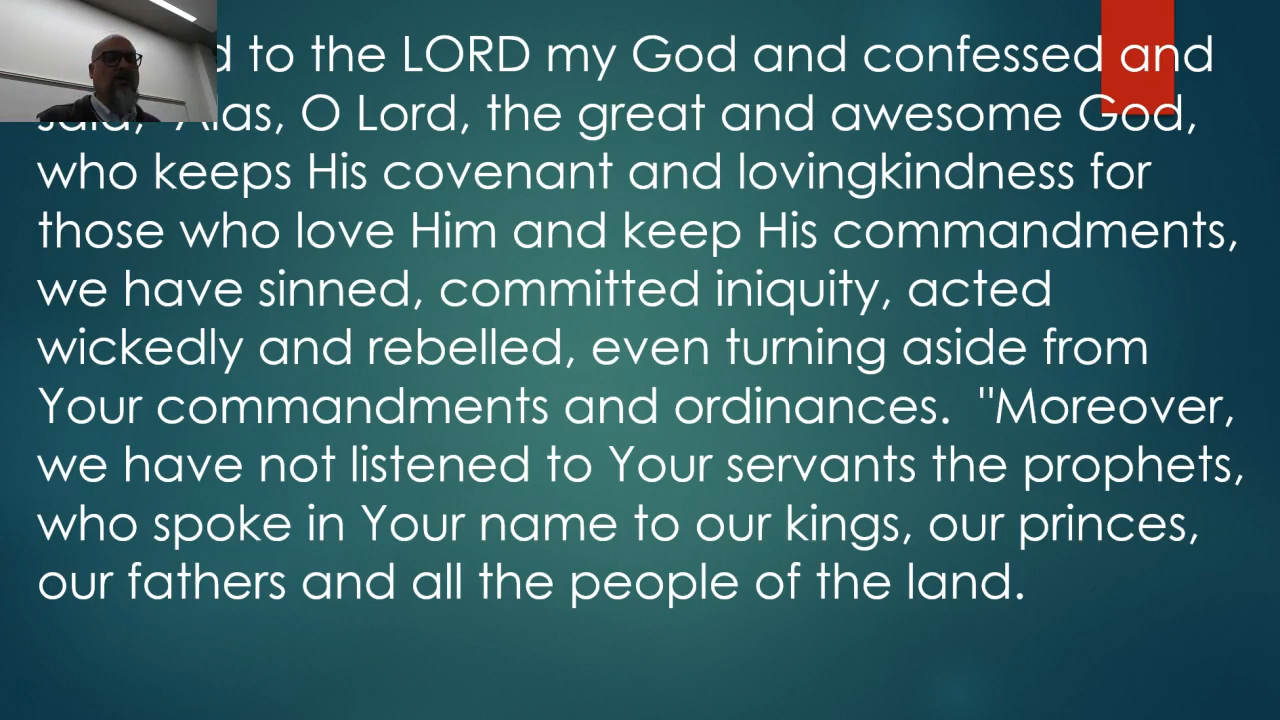 to the LORD my God and confessed and
said, "Alas, O Lord, the great and awesome God,
who keeps His covenant and lovingkindness for
those who love Him and keep His commandments,
we have sinned, committed iniquity, acted
wickedly and rebelled, even turning aside from
Your commandments and ordinances.  "Moreover,
we have not listened to Your servants the prophets,
who spoke in Your name to our kings, our princes,
our fathers and all the people of the land.